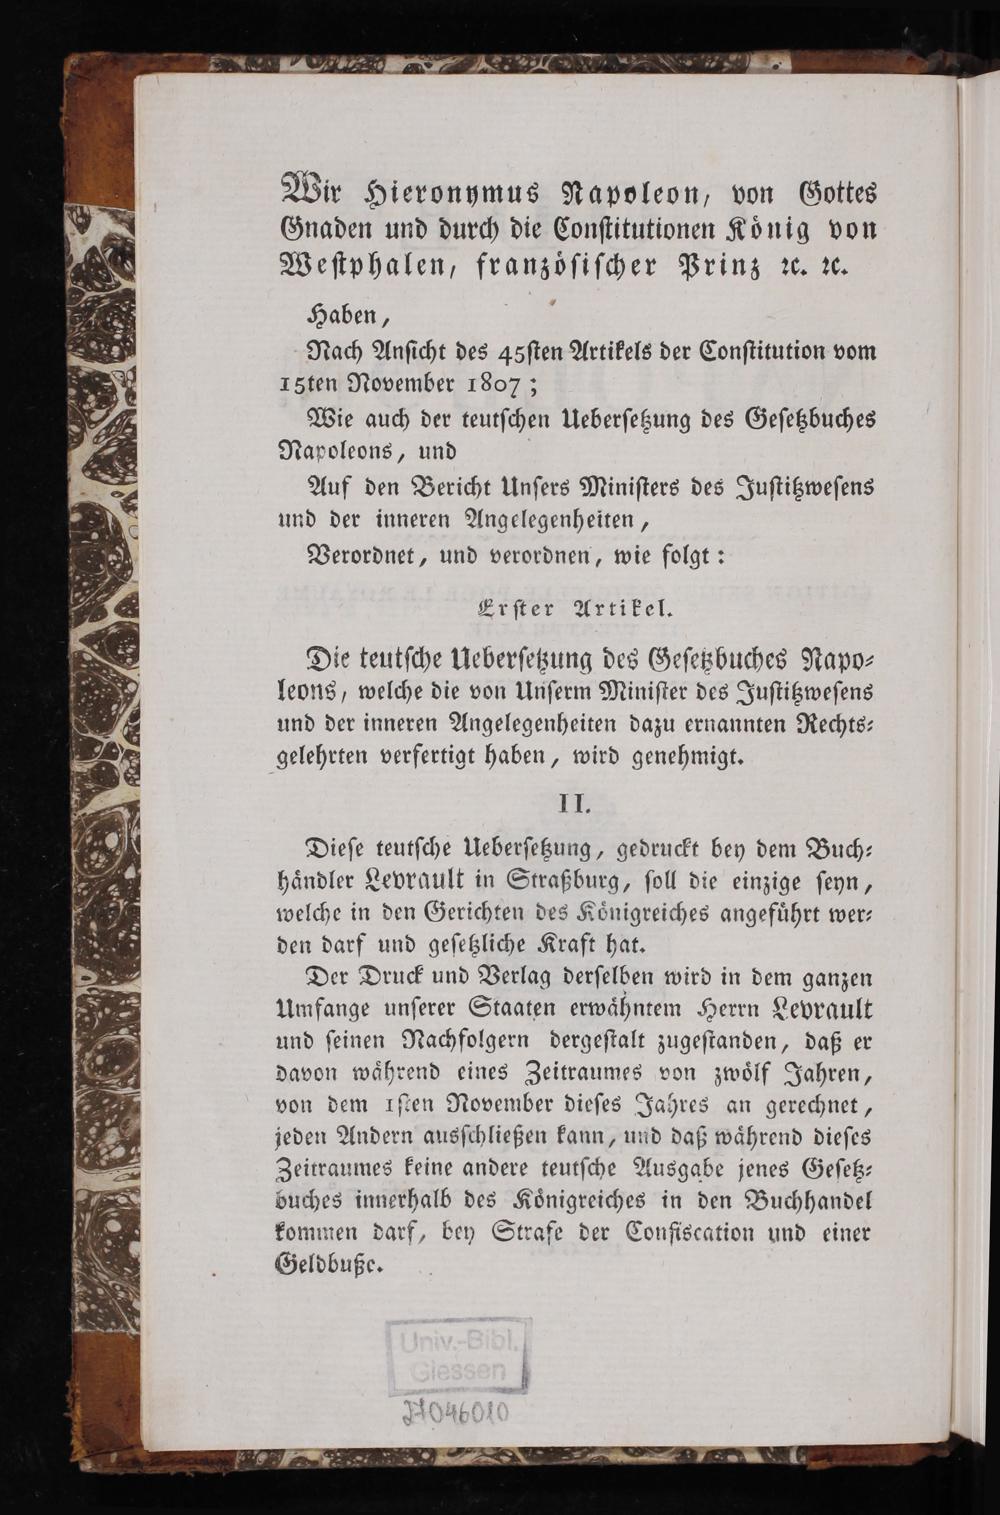 Wir Hieronymus Napoleon, von Gottes
Gnaden und durch die Constitutionen König von
Westphalen, französischer Prinz ꝛc. ꝛc.
Haben,
Nach Ansicht des 45sten Artikels der Constitution vom
15ten November 1807;
Wie auch der teutschen Uebersetzung des Gesetzbuches
Napoleons, und
Auf den Bericht Unsers Ministers des Justitzwesens
und der inneren Angelegenheiten,
Verordnet, und verordnen, wie folgt:
Erster Artikel.
Die teutsche Uebersetzung des Gesetzbuches Napo-
leons, welche die von Unserm Minister des Justitzwesens
und der inneren Angelegenheiten dazu ernannten Rechts-
gelehrten verfertigt haben, wird genehmigt.
II.
Diese teutsche Uebersetzung, gedruckt bey dem Buch-
händler Levrault in Straßburg, soll die einzige seyn,
welche in den Gerichten des Königreiches angeführt wer-
den darf und gesetzliche Kraft hat.
Der Druck und Verlag derselben wird in dem ganzen
Umfange unserer Staaten erwähntem Herrn Levrault
und seinen Nachfolgern dergestalt zugestanden, daß er
davon während eines Zeitraumes von zwölf Jahren,
von dem 1sten November dieses Jahres an gerechnet,
jeden Andern ausschließen kann, und daß während dieses
Zeitraumes keine andere teutsche Ausgabe jenes Gesetz-
buches innerhalb des Königreiches in den Buchhandel
kommen darf, bey Strafe der Confiscation und einer
Geldbuße.
Univ.-Bibl.
Giessen
27046010